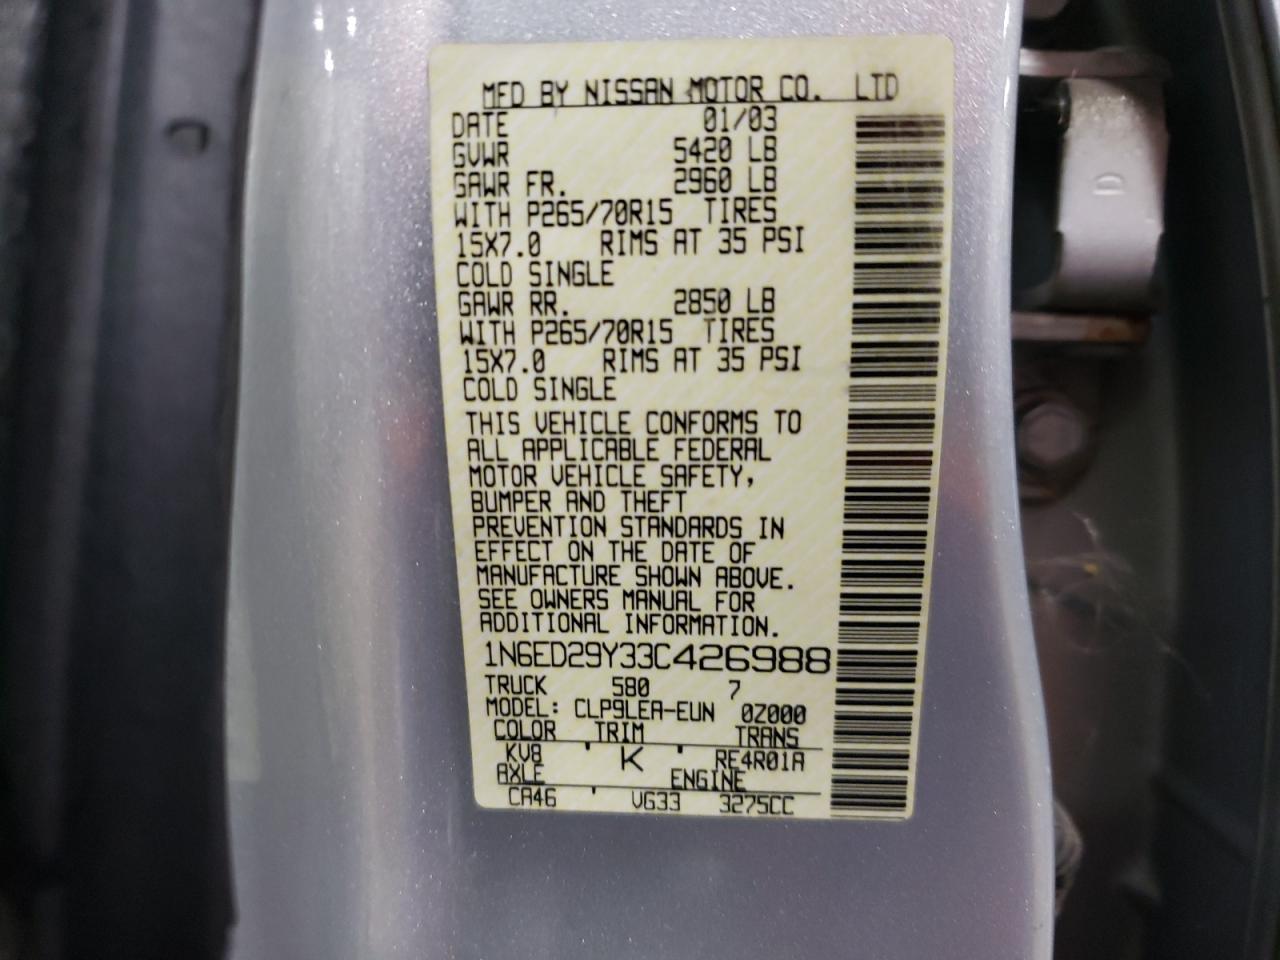 MFD BY NISSAN MOTOR CO. LTD
DATE 01/03
GVWR 5420 LB
GAWR FR. 2960 LB
WITH P265/70R15 TIRES
15X7.0 RIMS AT 35 PSI
COLD SINGLE
GAWR RR. 2850 LB
WITH P265/70R15 TIRES
15X7.0 RIMS AT 35 PSI
COLD SINGLE
THIS VEHICLE CONFORMS TO
ALL APPLICABLE FEDERAL
MOTOR VEHICLE SAFETY,
BUMPER AND THEFT
PREVENTION STANDARDS IN
EFFECT ON THE DATE OF
MANUFACTURE SHOWN ABOVE.
SEE OWNERS MANUAL FOR
ADDITIONAL INFORMATION.
1N6ED29Y33C426988
TRUCK 580 7
MODEL: CLP9LEA-EUN 0Z000
COLOR TRIM TRANS
KV8 ' K ' RE4R01A
AXLE ENGINE
CA46 ' VG33 3275CC
D